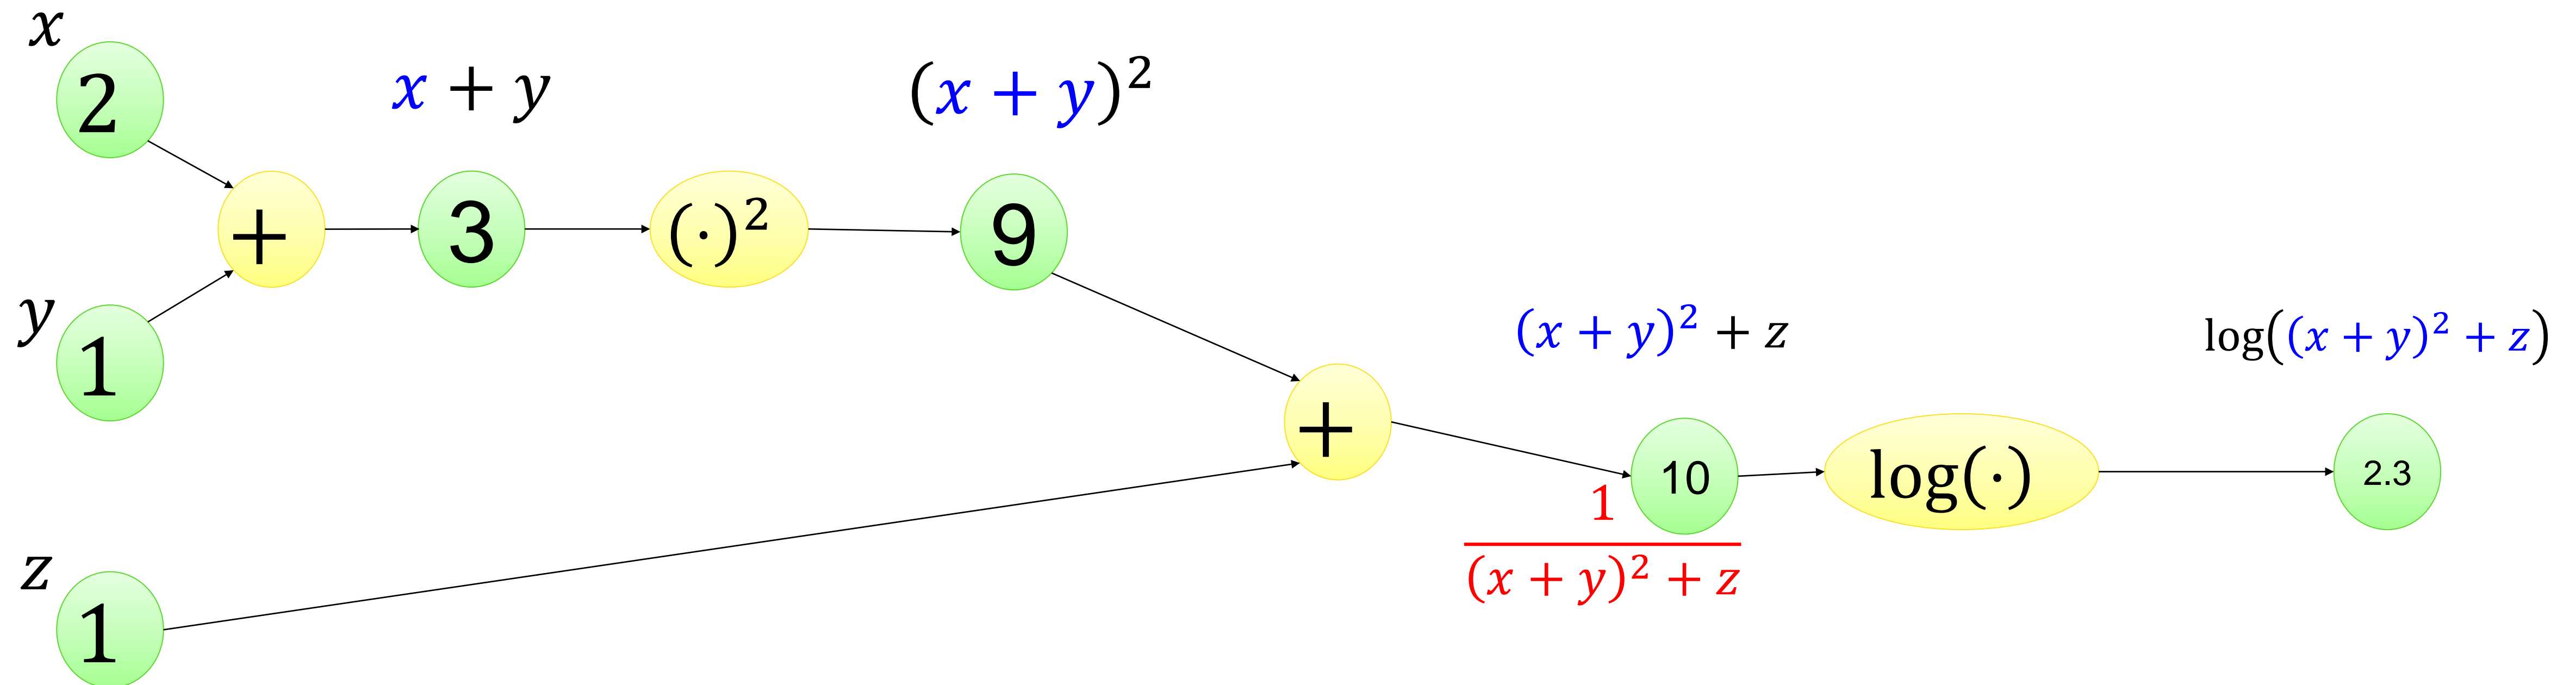 x
2
x + y
(x + y)²
+
3
(·)²
9
y
1
(x + y)² + z
log((x + y)² + z)
+
10
log(·)
2.3
1
(x + y)² + z
z
1